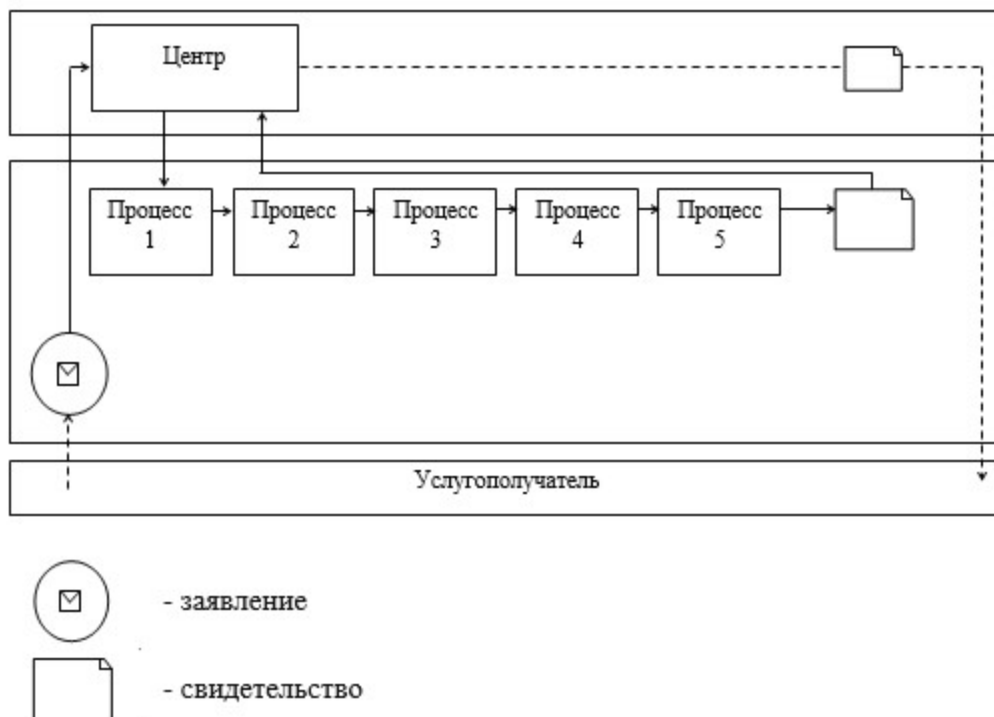 Центр
Процесс
1
Процесс
2
Процесс
3
Процесс
4
Процесс
5
Услугополучатель
- заявление
- свидетельство